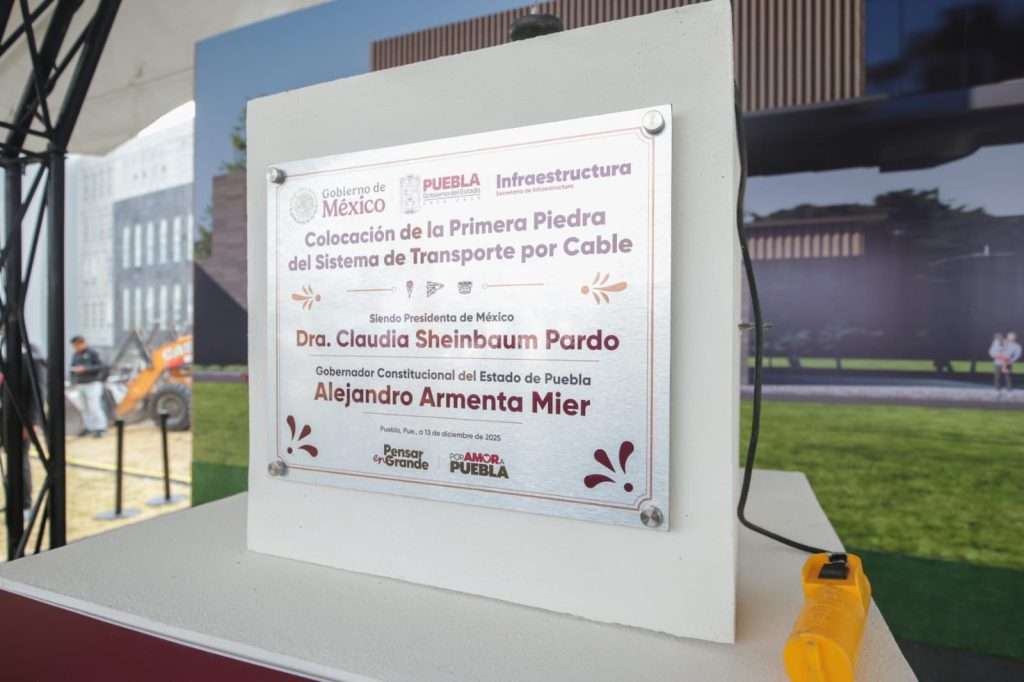 Gobierno de
México
PUEBLA
Gobierno del Estado
Infraestructura
Secretaría de Infraestructura
Colocación de la Primera Piedra
del Sistema de Transporte por Cable
Siendo Presidenta de México
Dra. Claudia Sheinbaum Pardo
Gobernador Constitucional del Estado de Puebla
Alejandro Armenta Mier
Puebla, Pue., a 13 de diciembre de 2025
Pensar
en Grande
POR AMOR A
PUEBLA
CASE